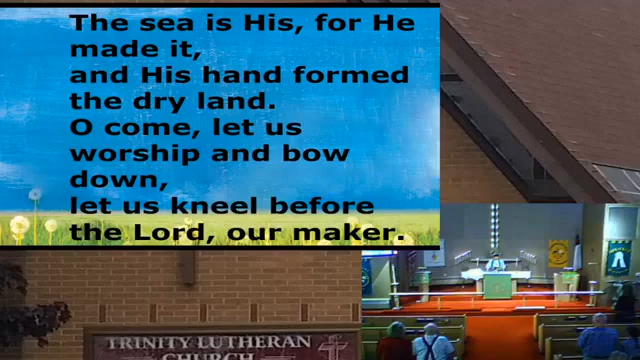 The sea is His, for He
made it,
and His hand formed
the dry land.
O come, let us
worship and bow
down,
let us kneel before
the Lord, our maker.
TRINITY LUTHERAN
CHURCH